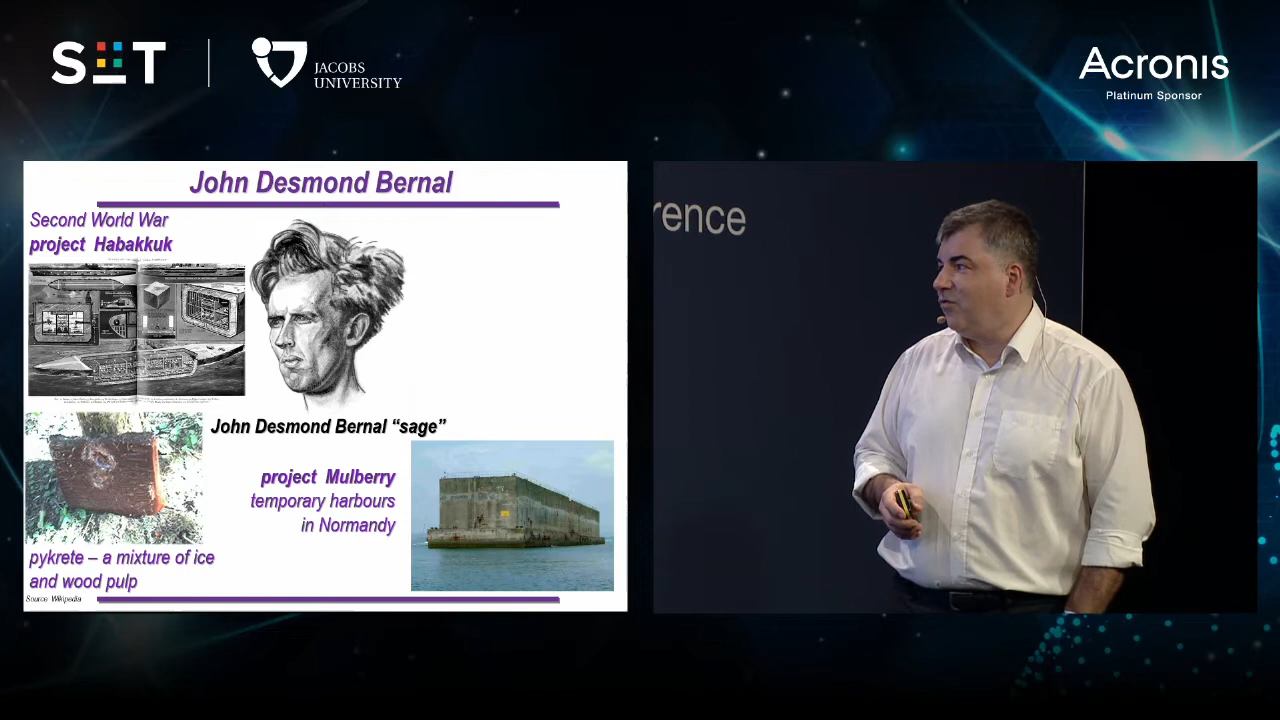 SET
JACOBS
UNIVERSITY
Acronis
Platinum Sponsor
John Desmond Bernal
Second World War
project Habakkuk
John Desmond Bernal “sage”
project Mulberry
temporary harbours
in Normandy
pykrete – a mixture of ice
and wood pulp
Source Wikipedia
rence